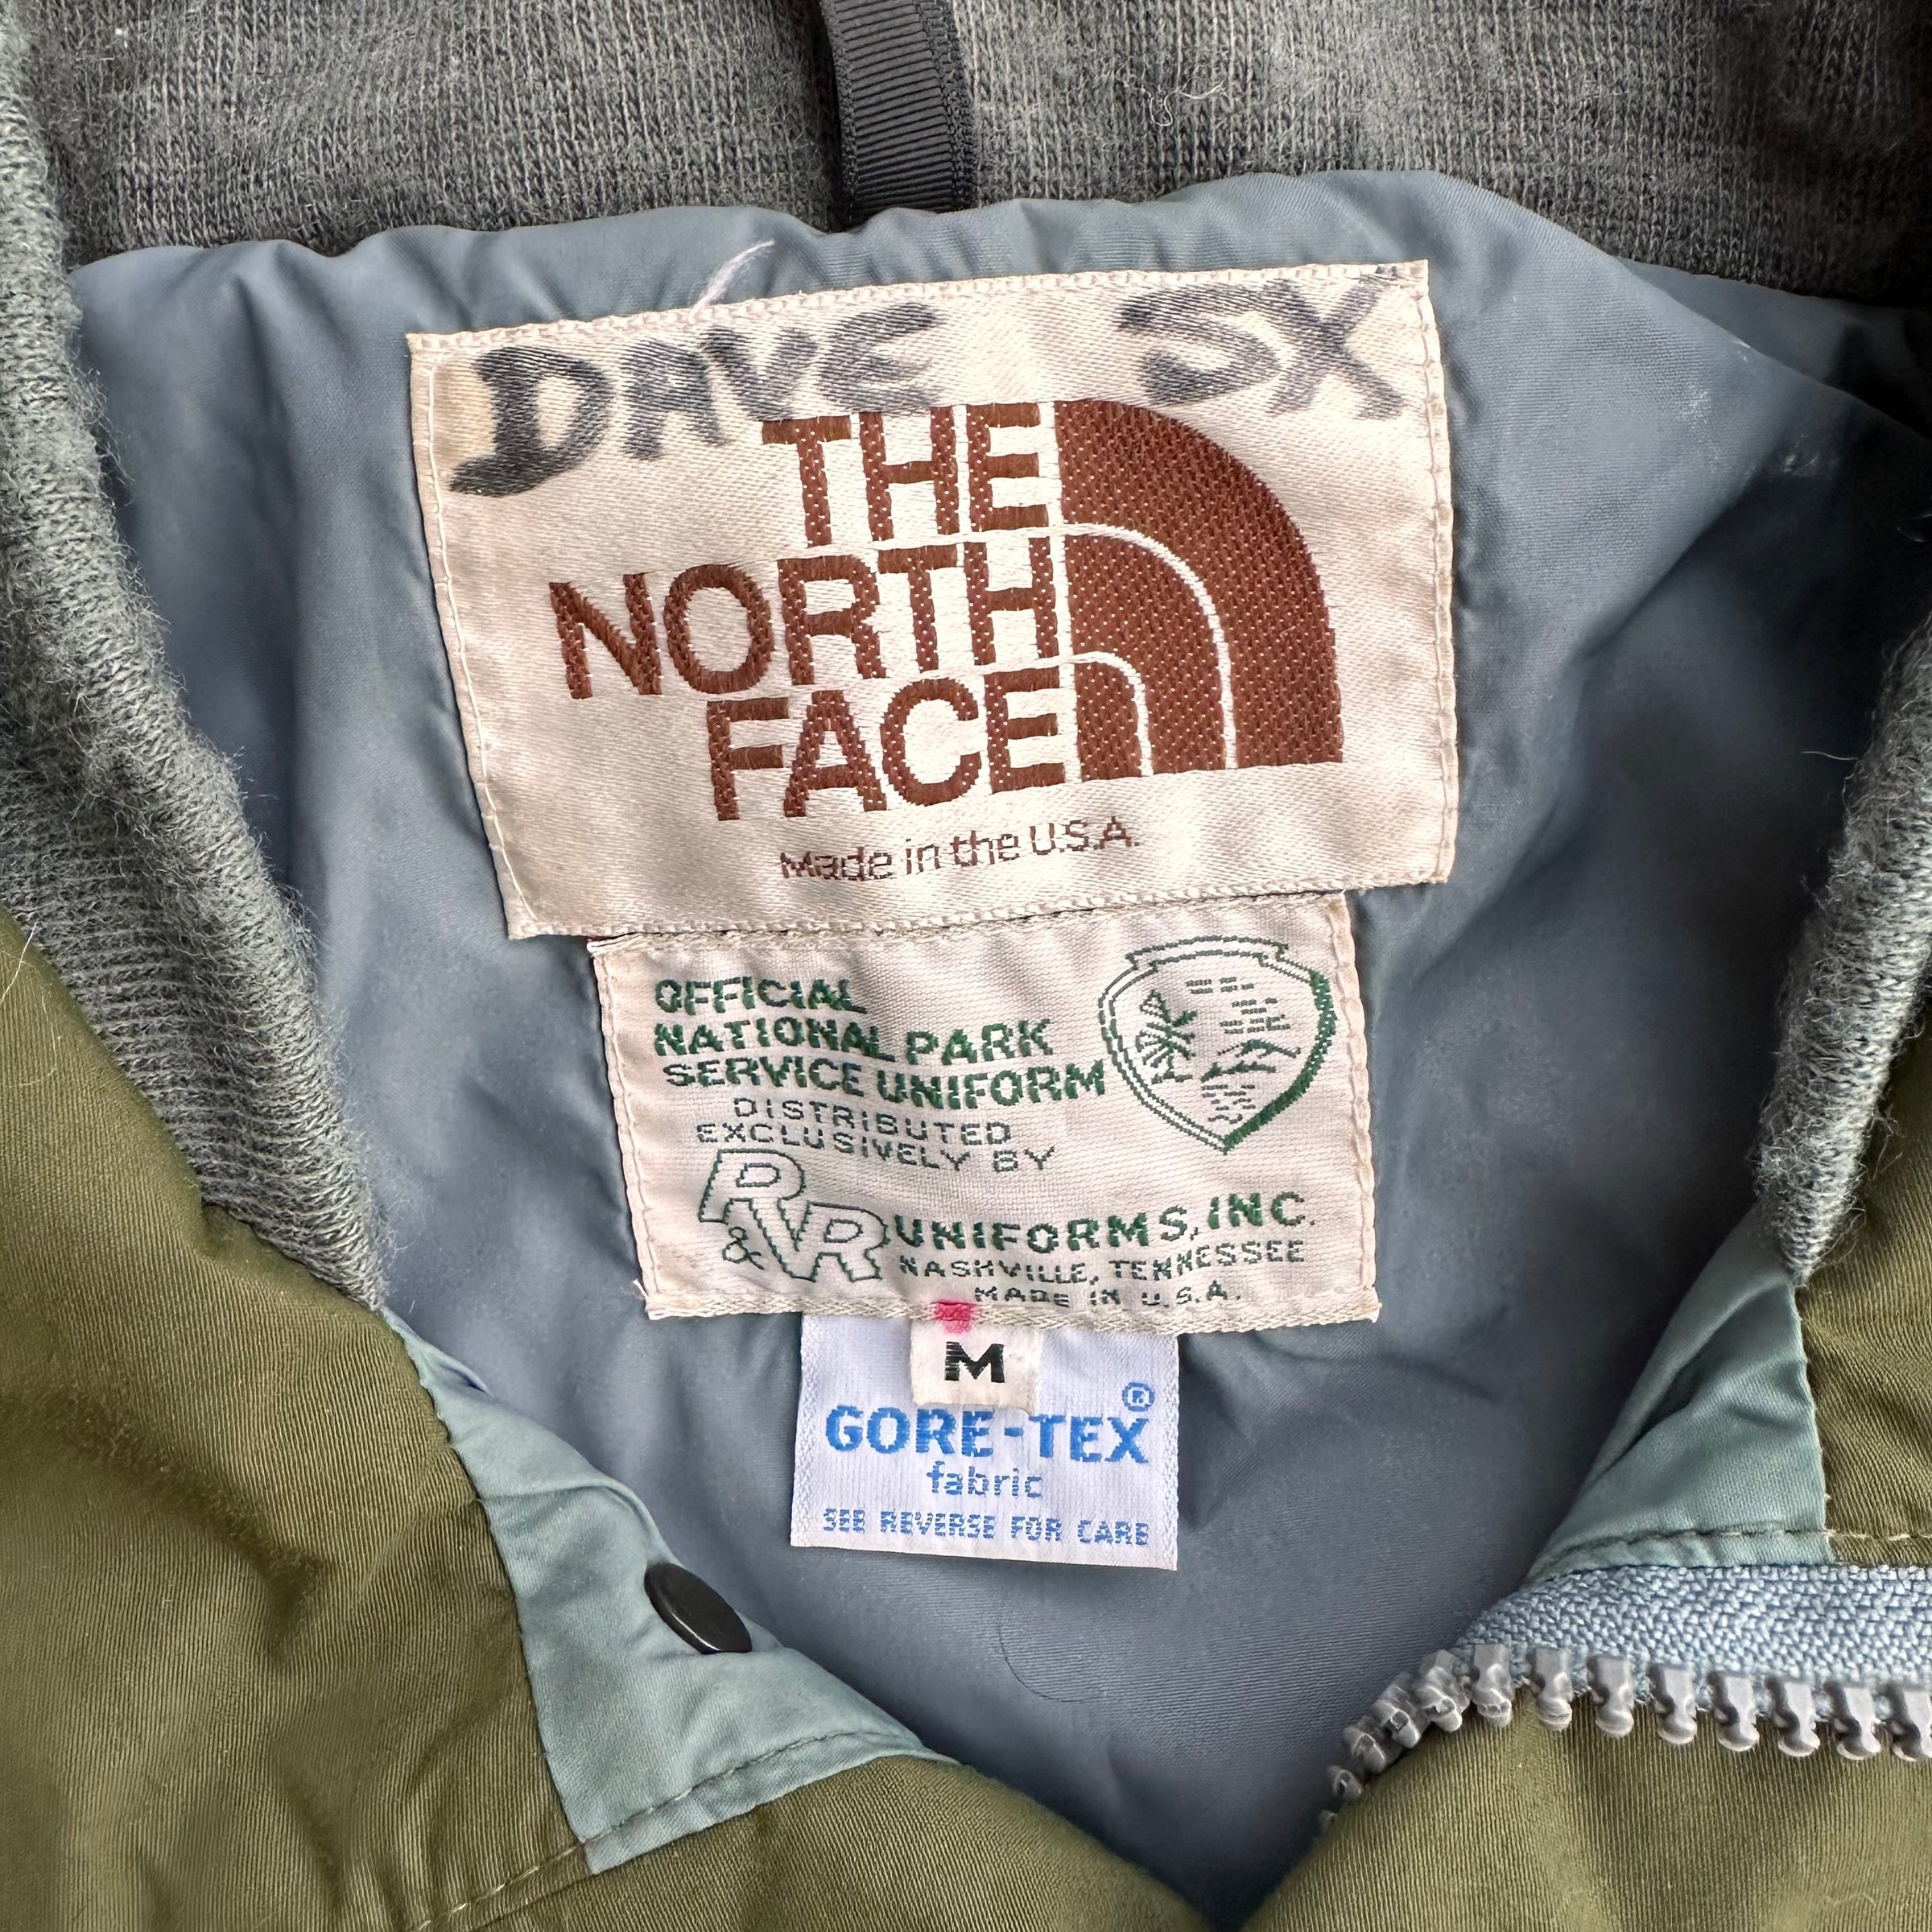 DAVE SX
THE
NORTH
FACE
Made in the U.S.A.
OFFICIAL
NATIONAL PARK
SERVICE UNIFORM
DISTRIBUTED
EXCLUSIVELY BY
R&R UNIFORMS, INC.
NASHVILLE, TENNESSEE
MADE IN U.S.A.
M
GORE-TEX®
fabric
SEE REVERSE FOR CARE